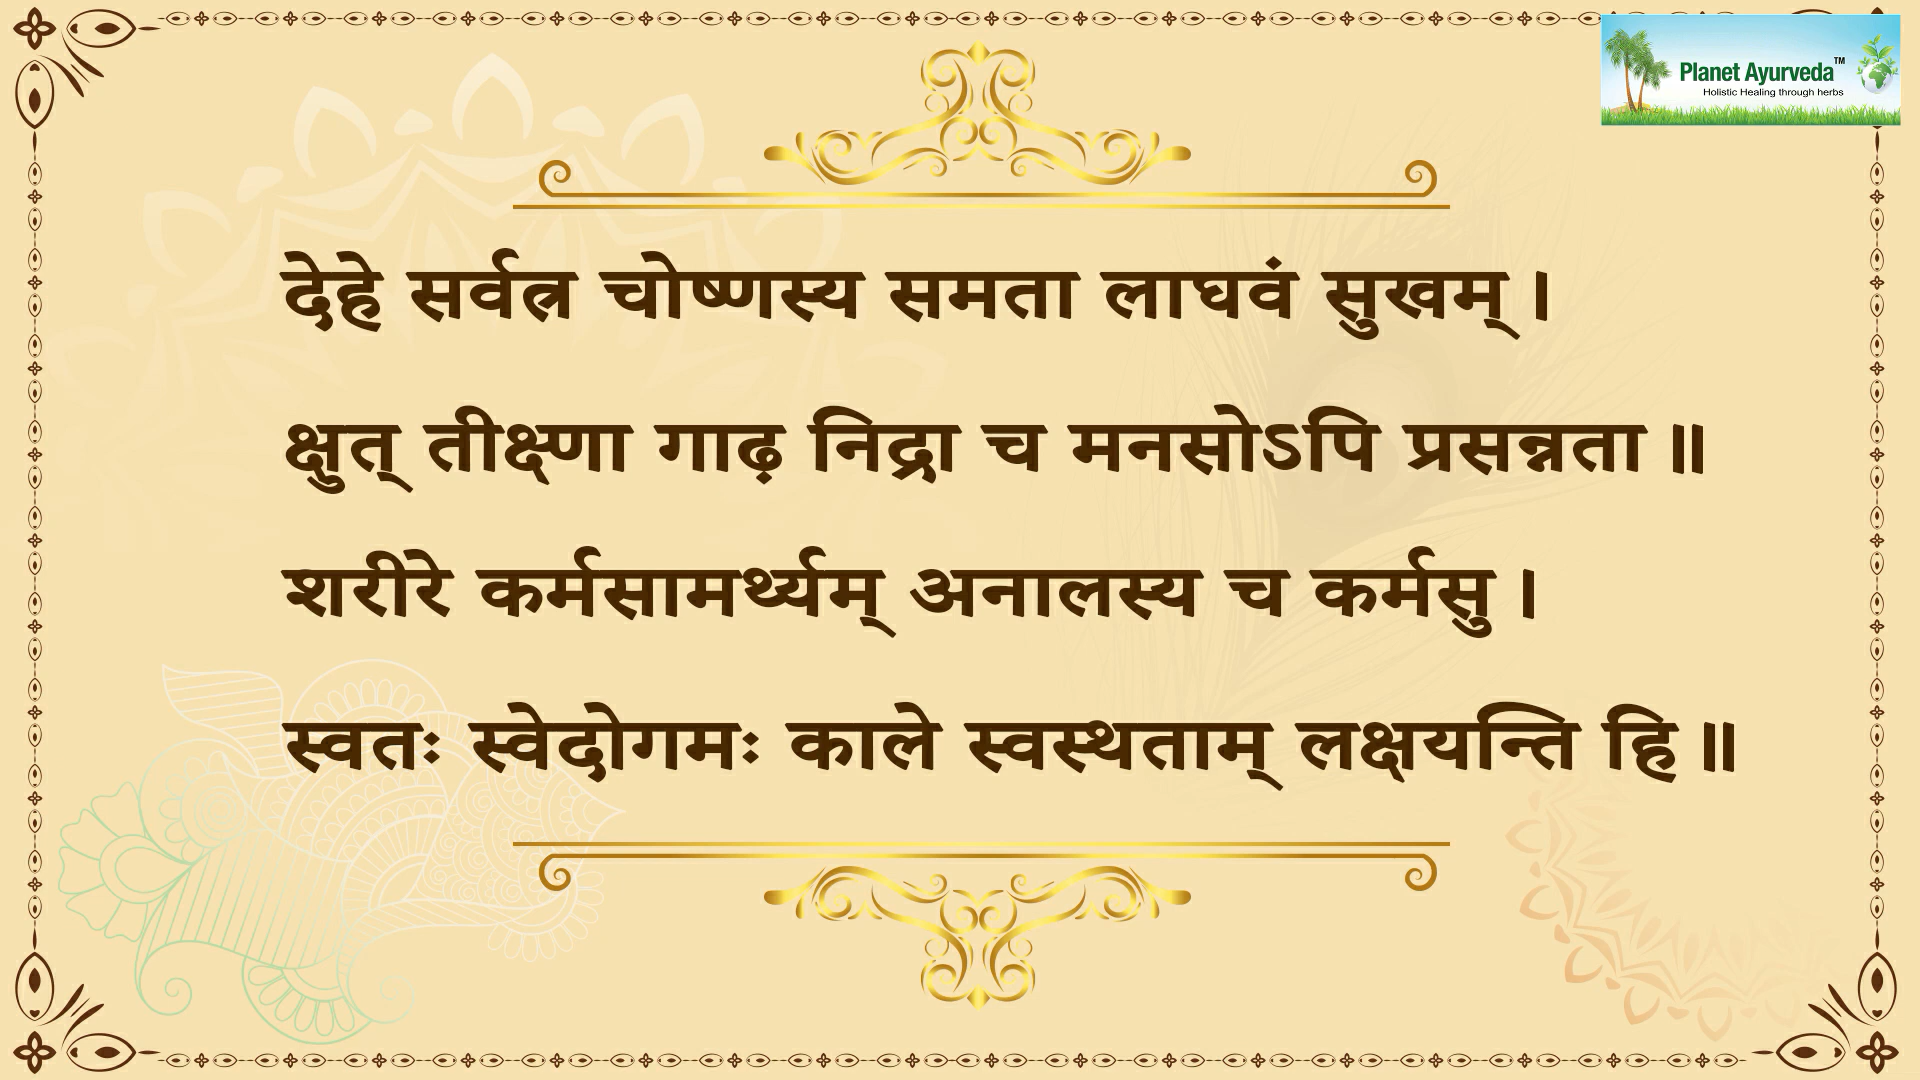 Planet Ayurveda™
Holistic Healing through herbs
देहे सर्वत्र चोष्णस्य समता लाघवं सुखम् ।
क्षुत् तीक्ष्णा गाढ़ निद्रा च मनसोऽपि प्रसन्नता ॥
शरीरे कर्मसामर्थ्यम् अनालस्य च कर्मसु ।
स्वतः स्वेदोगमः काले स्वस्थताम् लक्षयन्ति हि ॥